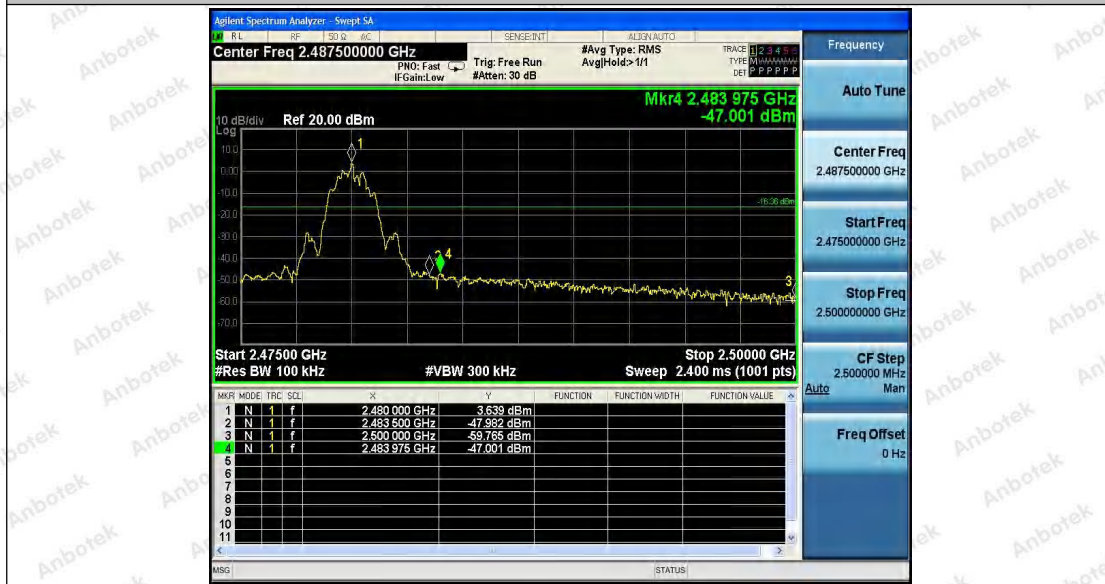 Agilent Spectrum Analyzer - Swept SA
RL RF 50 Ω AC SENSE:INT ALIGN AUTO
Center Freq 2.487500000 GHz
PNO: Fast
IFGain:Low
Trig: Free Run
#Atten: 30 dB
#Avg Type: RMS
Avg|Hold:>1/1
TRACE 1 2 3 4 5 6
TYPE M
DET P P P P P P
Mkr4 2.483 975 GHz
-47.001 dBm
10 dB/div Ref 20.00 dBm
Log
10.0
0.00
-10.0
-20.0
-30.0
-40.0
-50.0
-60.0
-70.0
1
2 4
3
-16.36 dBm
Start 2.47500 GHz Stop 2.50000 GHz
#Res BW 100 kHz #VBW 300 kHz Sweep 2.400 ms (1001 pts)
MKR MODE TRC SCL X Y FUNCTION FUNCTION WIDTH FUNCTION VALUE
1 N 1 f 2.480 000 GHz 3.639 dBm
2 N 1 f 2.483 500 GHz -47.982 dBm
3 N 1 f 2.500 000 GHz -59.765 dBm
4 N 1 f 2.483 975 GHz -47.001 dBm
5
6
7
8
9
10
11
MSG STATUS
Frequency
Auto Tune
Center Freq
2.487500000 GHz
Start Freq
2.475000000 GHz
Stop Freq
2.500000000 GHz
CF Step
2.500000 MHz
Auto Man
Freq Offset
0 Hz
Anbotek